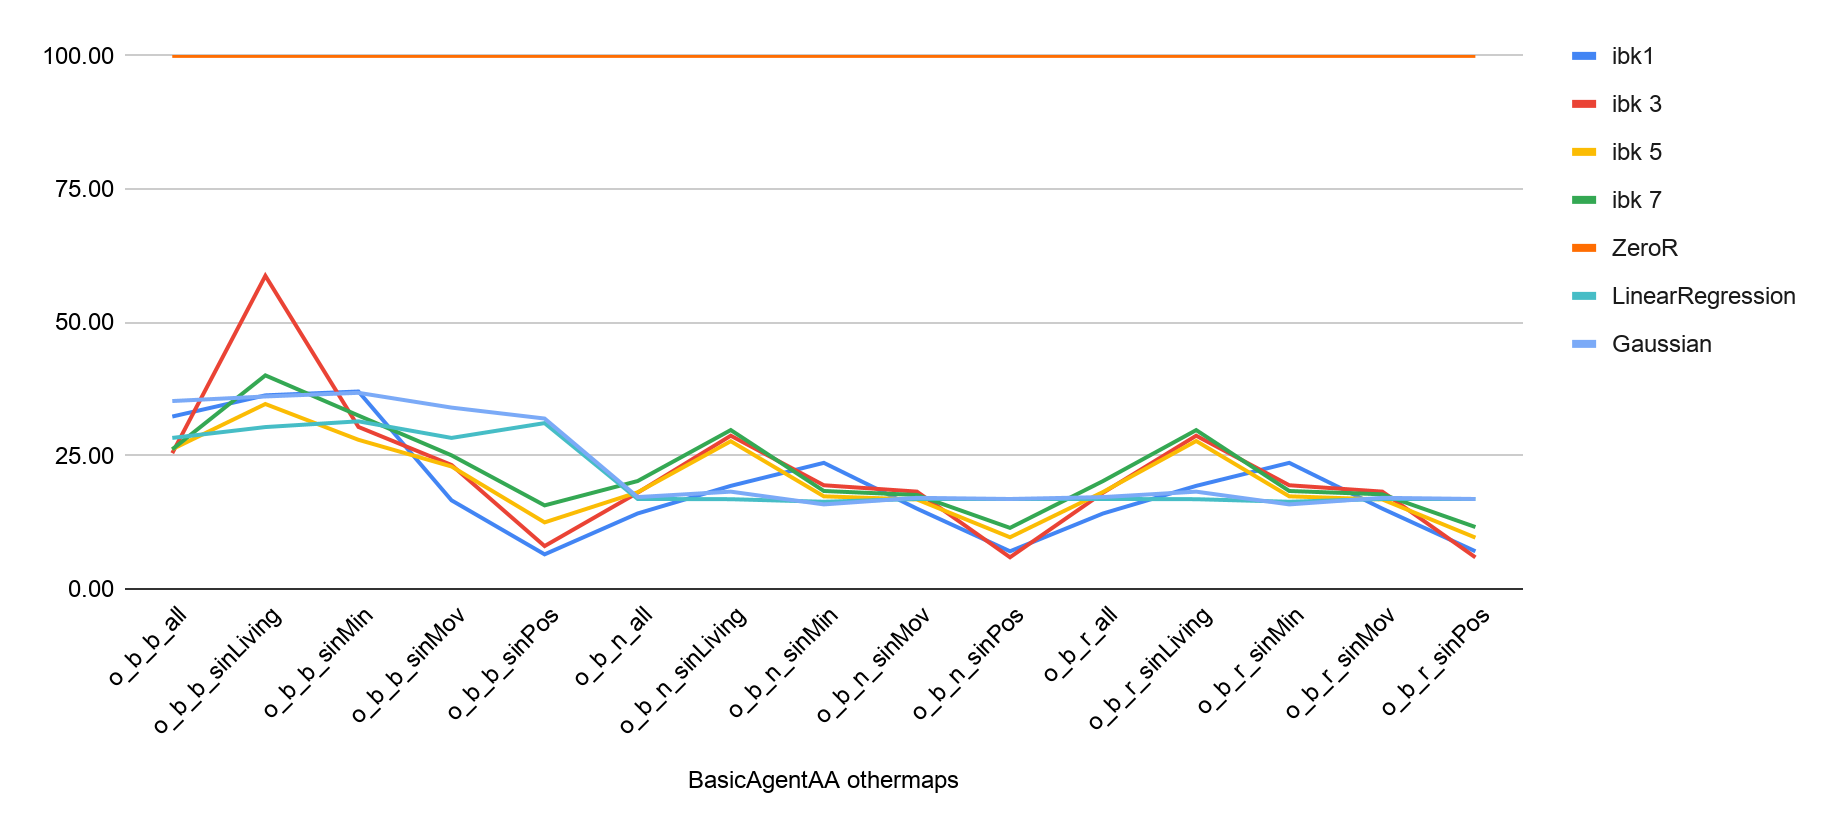 100.00
75.00
50.00
25.00
0.00
o_b_b_all
o_b_b_sinLiving
o_b_b_sinMin
o_b_b_sinMov
o_b_b_sinPos
o_b_n_all
o_b_n_sinLiving
o_b_n_sinMin
o_b_n_sinMov
o_b_n_sinPos
o_b_r_all
o_b_r_sinLiving
o_b_r_sinMin
o_b_r_sinMov
o_b_r_sinPos
BasicAgentAA othermaps
ibk1
ibk 3
ibk 5
ibk 7
ZeroR
LinearRegression
Gaussian